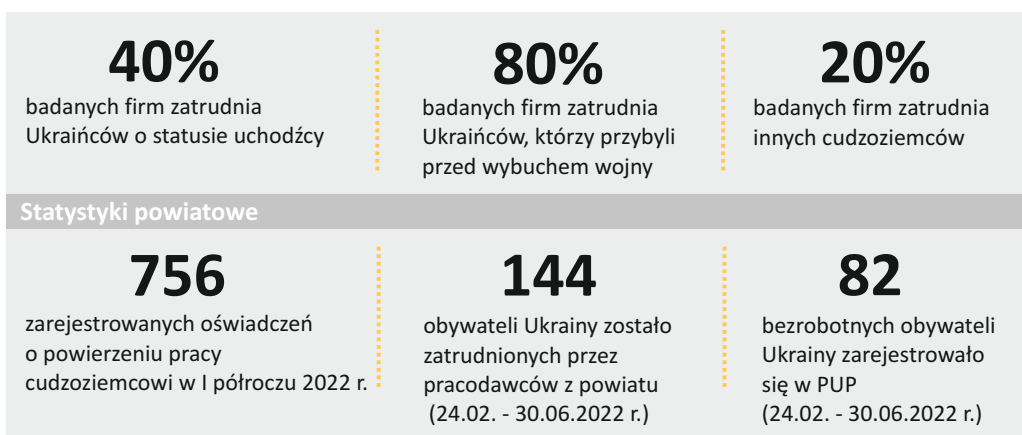 40%
badanych firm zatrudnia
Ukraińców o statusie uchodźcy
80%
badanych firm zatrudnia
Ukraińców, którzy przybyli
przed wybuchem wojny
20%
badanych firm zatrudnia
innych cudzoziemców
Statystyki powiatowe
756
zarejestrowanych oświadczeń
o powierzeniu pracy
cudzoziemcowi w I półroczu 2022 r.
144
obywateli Ukrainy zostało
zatrudnionych przez
pracodawców z powiatu
(24.02. - 30.06.2022 r.)
82
bezrobotnych obywateli
Ukrainy zarejestrowało
się w PUP
(24.02. - 30.06.2022 r.)